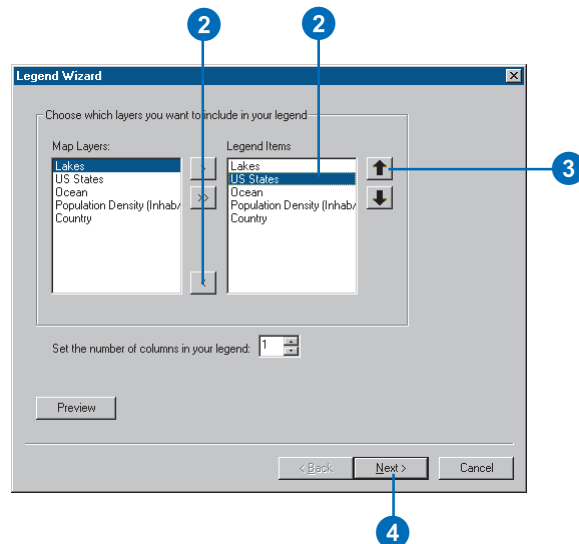 2
2
Legend Wizard
Choose which layers you want to include in your legend
Map Layers:
Legend Items
Lakes
US States
Ocean
Population Density (Inhab/
Country
>
>>
<
Lakes
US States
Ocean
Population Density (Inhab/
Country
3
Set the number of columns in your legend: 1
Preview
< Back
Next >
Cancel
4